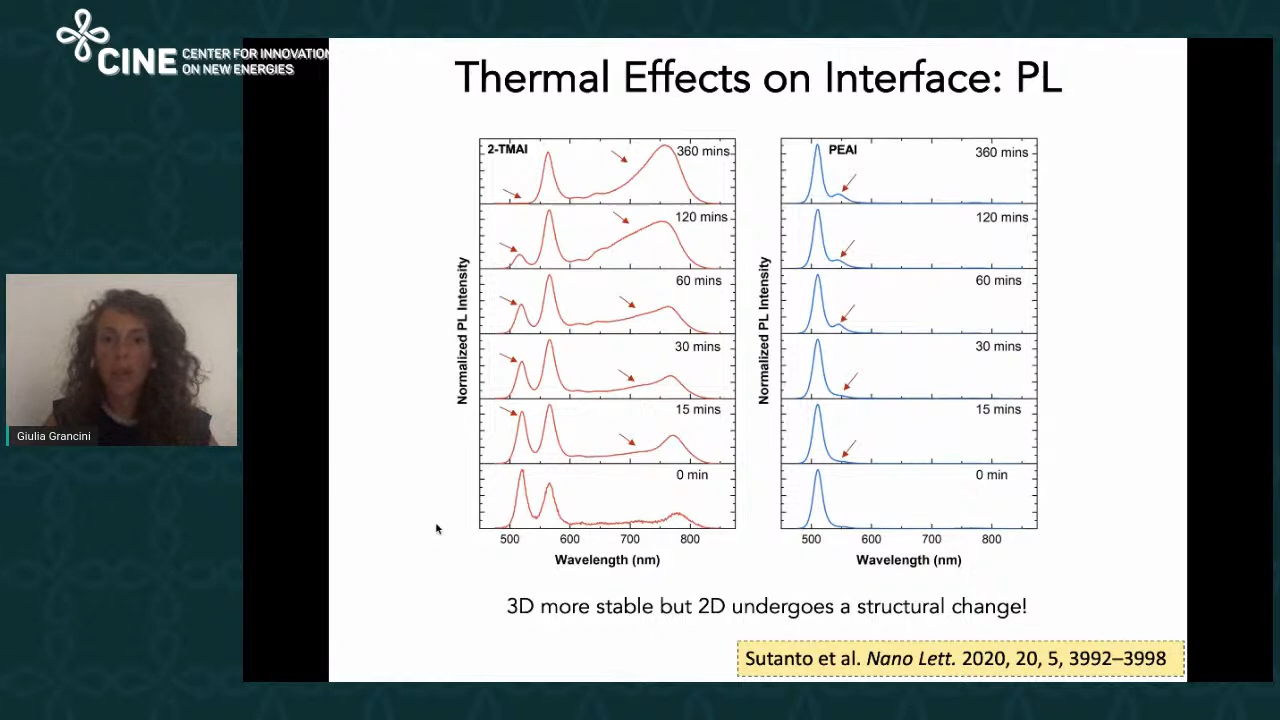 CINE
CENTER FOR INNOVATION
ON NEW ENERGIES
Thermal Effects on Interface: PL
2-TMAI
360 mins
120 mins
60 mins
30 mins
15 mins
0 min
Normalized PL Intensity
500 600 700 800
Wavelength (nm)
PEAI
360 mins
120 mins
60 mins
30 mins
15 mins
0 min
Normalized PL Intensity
500 600 700 800
Wavelength (nm)
Giulia Grancini
3D more stable but 2D undergoes a structural change!
Sutanto et al. Nano Lett. 2020, 20, 5, 3992–3998